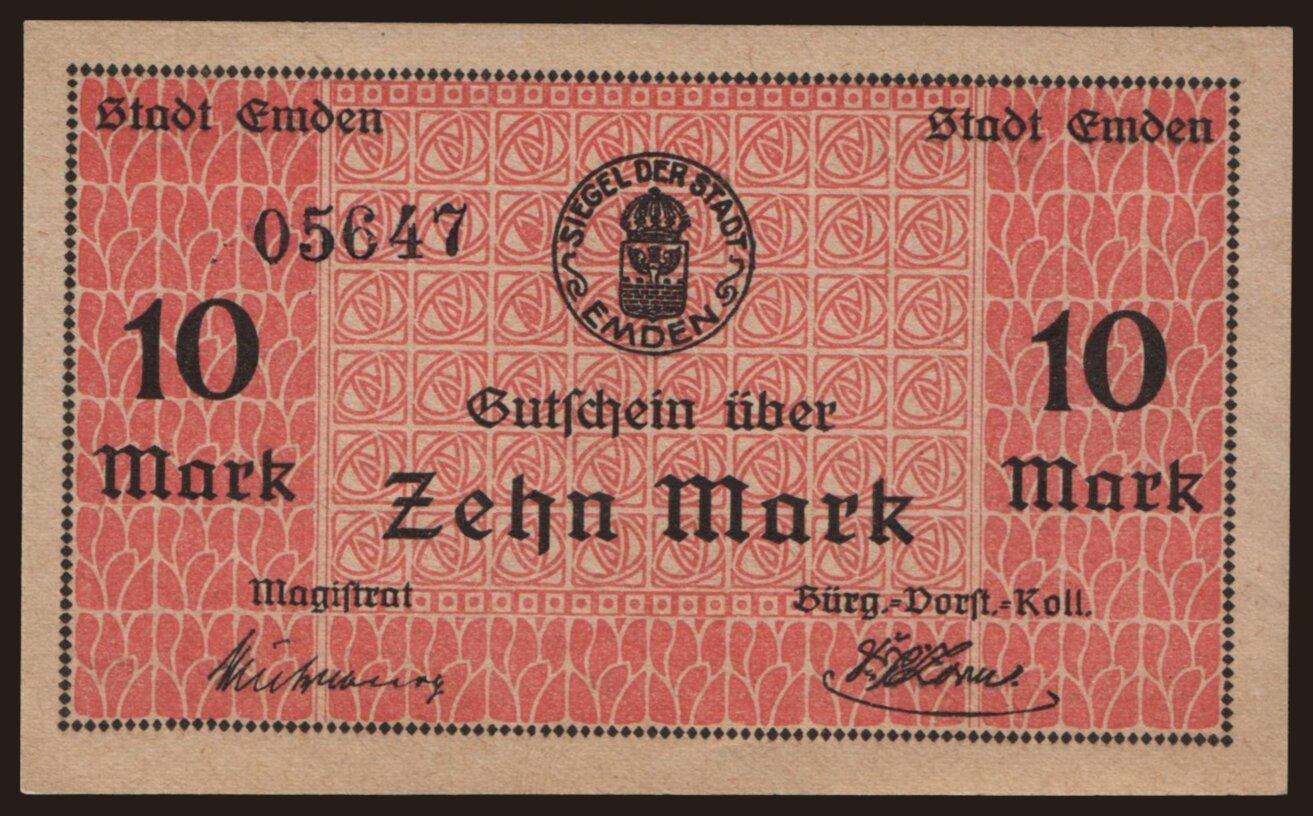 Stadt Emden
Stadt Emden
05647
SIEGEL DER STADT
EMDEN
10
Mark
10
Mark
Gutſchein über
Zehn Mark
Magiſtrat
Bürg.=Vorſt.=Koll.